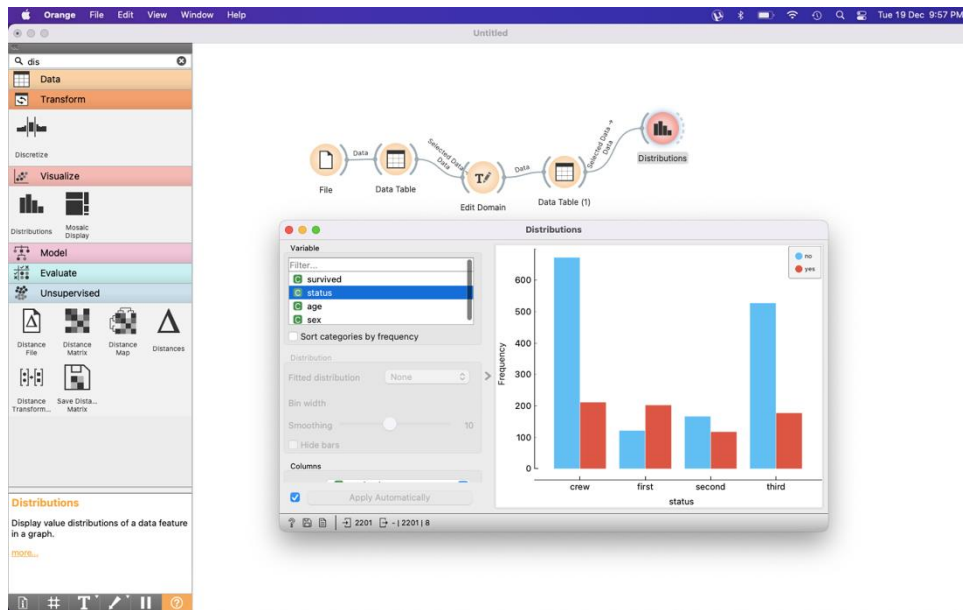 Orange File Edit View Window Help
Tue 19 Dec 9:57 PM
Untitled
dis
Data
Transform
Discretize
Visualize
Distributions
Mosaic
Display
Model
Evaluate
Unsupervised
Distance
File
Distance
Matrix
Distance
Map
Distances
Distance
Transform...
Save Dista...
Matrix
Distributions
Display value distributions of a data feature
in a graph.
more...
File
Data
Data Table
Selected Data
Data
Edit Domain
Data
Data Table (1)
Selected Data →
Data
Distributions
Distributions
Variable
Filter...
C survived
C status
C age
C sex
Sort categories by frequency
Distribution
Fitted distribution None
Bin width
Smoothing 10
Hide bars
Columns
Apply Automatically
? 2201 - | 2201 | 8
no
yes
Frequency
600
500
400
300
200
100
0
crew first second third
status